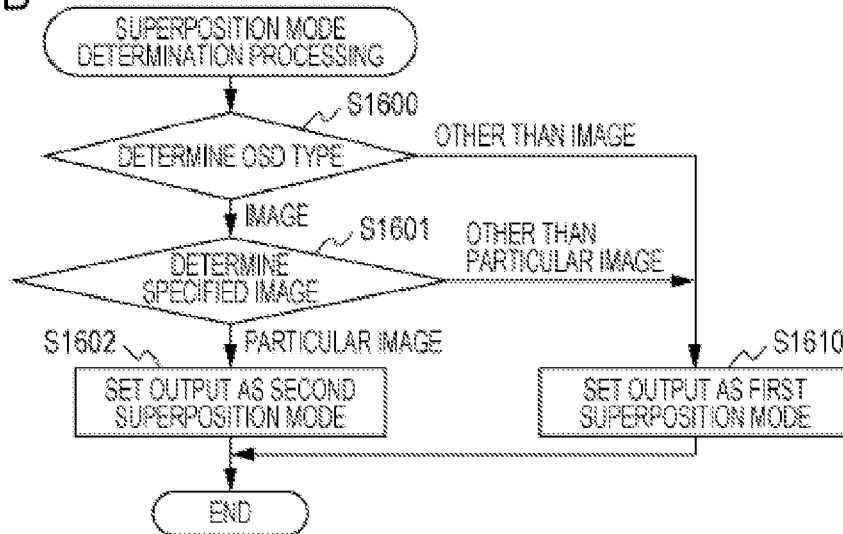 SUPERPOSITION MODE
DETERMINATION PROCESSING
S1600
DETERMINE OSD TYPE
OTHER THAN IMAGE
IMAGE
S1601
DETERMINE
SPECIFIED IMAGE
OTHER THAN
PARTICULAR IMAGE
S1602
PARTICULAR IMAGE
S1610
SET OUTPUT AS SECOND
SUPERPOSITION MODE
SET OUTPUT AS FIRST
SUPERPOSITION MODE
END